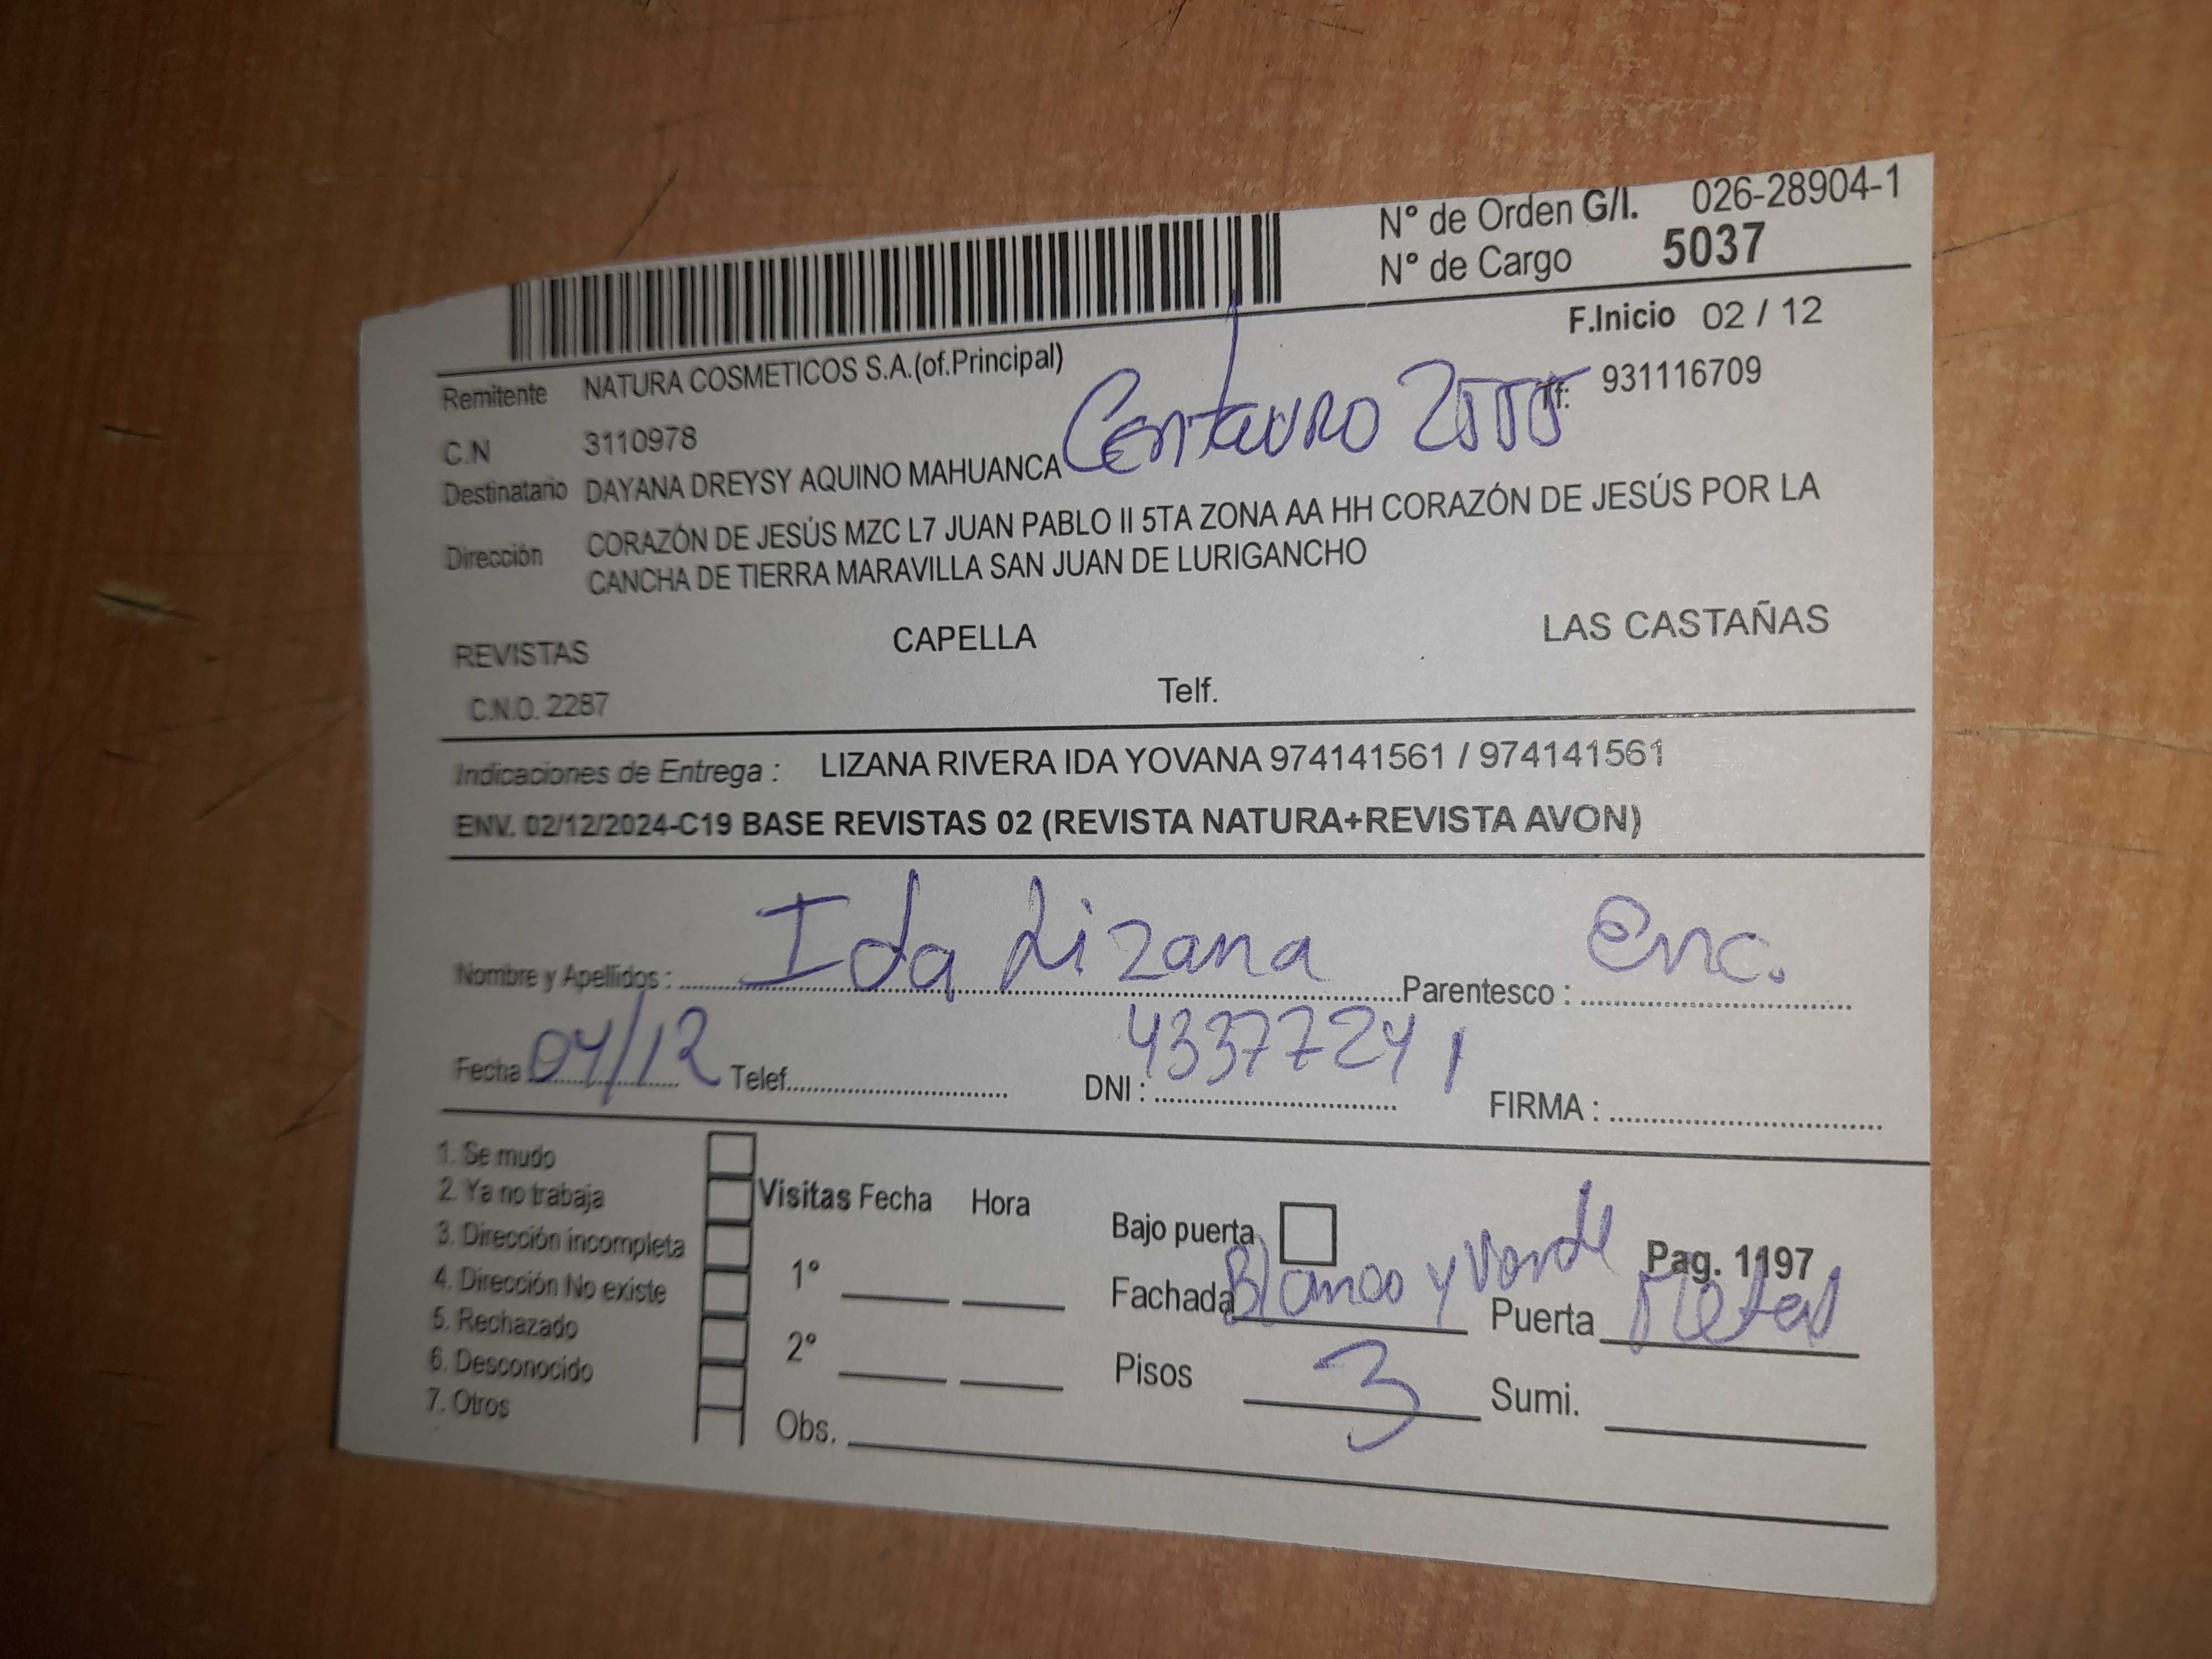 N° de Orden G/I. 026-28904-1
N° de Cargo 5037
F.Inicio 02 / 12
Remitente NATURA COSMETICOS S.A.(of.Principal)
Tf: 931116709
C.N 3110978
Centauro
Destinatario DAYANA DREYSY AQUINO MAHUANCA
Dirección CORAZÓN DE JESÚS MZC L7 JUAN PABLO II 5TA ZONA AA HH CORAZÓN DE JESÚS POR LA
CANCHA DE TIERRA MARAVILLA SAN JUAN DE LURIGANCHO
REVISTAS CAPELLA LAS CASTAÑAS
C.N.O. 2287 Telf.
Indicaciones de Entrega : LIZANA RIVERA IDA YOVANA 974141561 / 974141561
ENV. 02/12/2024-C19 BASE REVISTAS 02 (REVISTA NATURA+REVISTA AVON)
Nombre y Apellidos : Ida Lizana Parentesco : Enc.
Fecha 04/12 Telef. DNI : 43377241 FIRMA :
1. Se mudo
2. Ya no trabaja
3. Dirección incompleta
4. Dirección No existe
5. Rechazado
6. Desconocido
7. Otros
Visitas Fecha Hora
1°
2°
Obs.
Bajo puerta Pag. 1197
Fachada Blanco y Verde Puerta Metal
Pisos 3 Sumi.